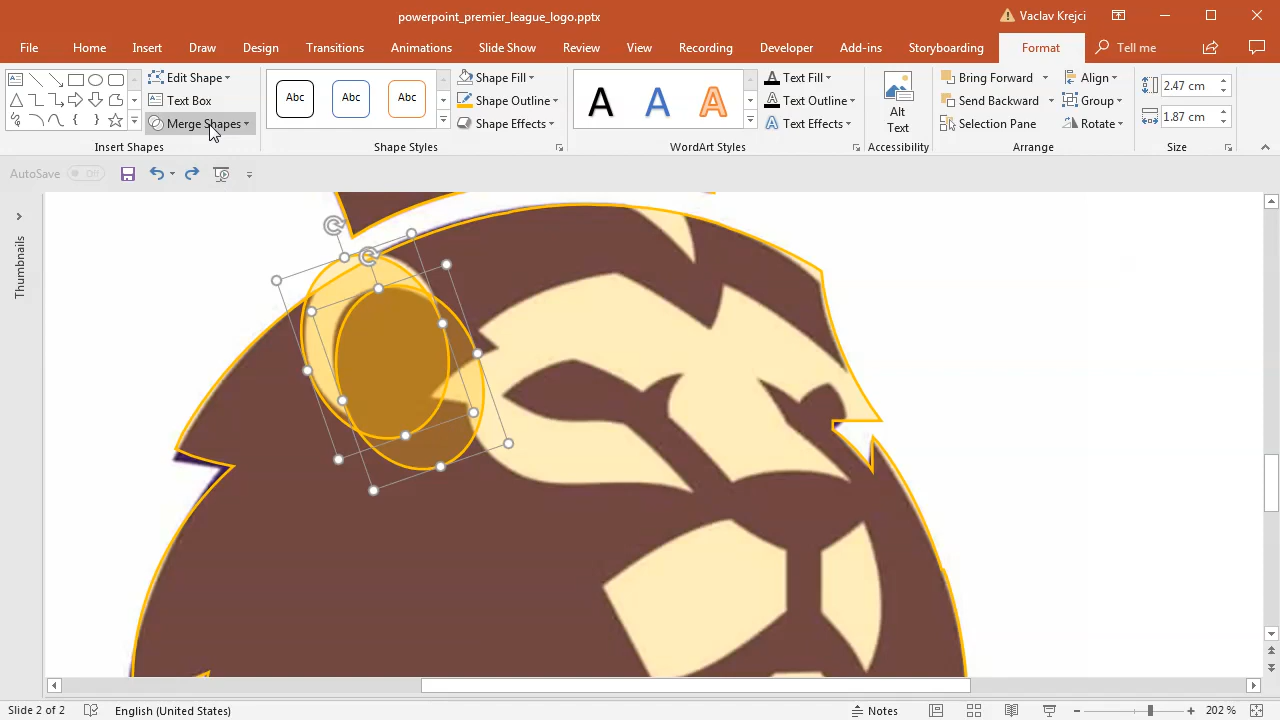 powerpoint_premier_league_logo.pptx
Vaclav Krejci
File Home Insert Draw Design Transitions Animations Slide Show Review View Recording Developer Add-ins Storyboarding Format Tell me
Edit Shape
Text Box
Merge Shapes
Insert Shapes
Abc Abc Abc
Shape Fill
Shape Outline
Shape Effects
Shape Styles
A A A
Text Fill
Text Outline
Text Effects
WordArt Styles
Alt
Text
Accessibility
Bring Forward
Send Backward
Selection Pane
Align
Group
Rotate
Arrange
2.47 cm
1.87 cm
Size
AutoSave Off
Thumbnails
Slide 2 of 2 English (United States) Notes 202 %